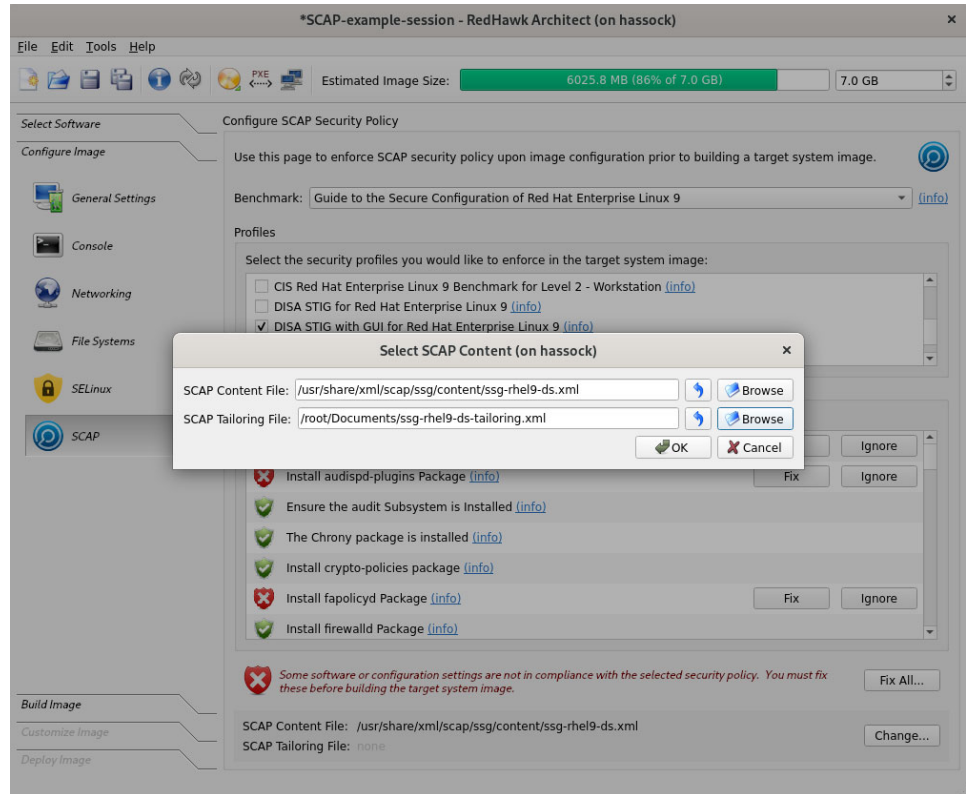 *SCAP-example-session - RedHawk Architect (on hassock)
×
File Edit Tools Help
PXE
Estimated Image Size:
6025.8 MB (86% of 7.0 GB)
7.0 GB
Select Software
Configure Image
General Settings
Console
Networking
File Systems
SELinux
SCAP
Build Image
Customize Image
Deploy Image
Configure SCAP Security Policy
Use this page to enforce SCAP security policy upon image configuration prior to building a target system image.
Benchmark: Guide to the Secure Configuration of Red Hat Enterprise Linux 9 (info)
Profiles
Select the security profiles you would like to enforce in the target system image:
CIS Red Hat Enterprise Linux 9 Benchmark for Level 2 - Workstation (info)
DISA STIG for Red Hat Enterprise Linux 9 (info)
DISA STIG with GUI for Red Hat Enterprise Linux 9 (info)
Select SCAP Content (on hassock)
×
SCAP Content File: /usr/share/xml/scap/ssg/content/ssg-rhel9-ds.xml Browse
SCAP Tailoring File: /root/Documents/ssg-rhel9-ds-tailoring.xml Browse
OK Cancel
Ignore
Install audispd-plugins Package (info) Fix Ignore
Ensure the audit Subsystem is Installed (info)
The Chrony package is installed (info)
Install crypto-policies package (info)
Install fapolicyd Package (info) Fix Ignore
Install firewalld Package (info)
Some software or configuration settings are not in compliance with the selected security policy. You must fix
these before building the target system image.
Fix All...
SCAP Content File: /usr/share/xml/scap/ssg/content/ssg-rhel9-ds.xml
SCAP Tailoring File: none
Change...